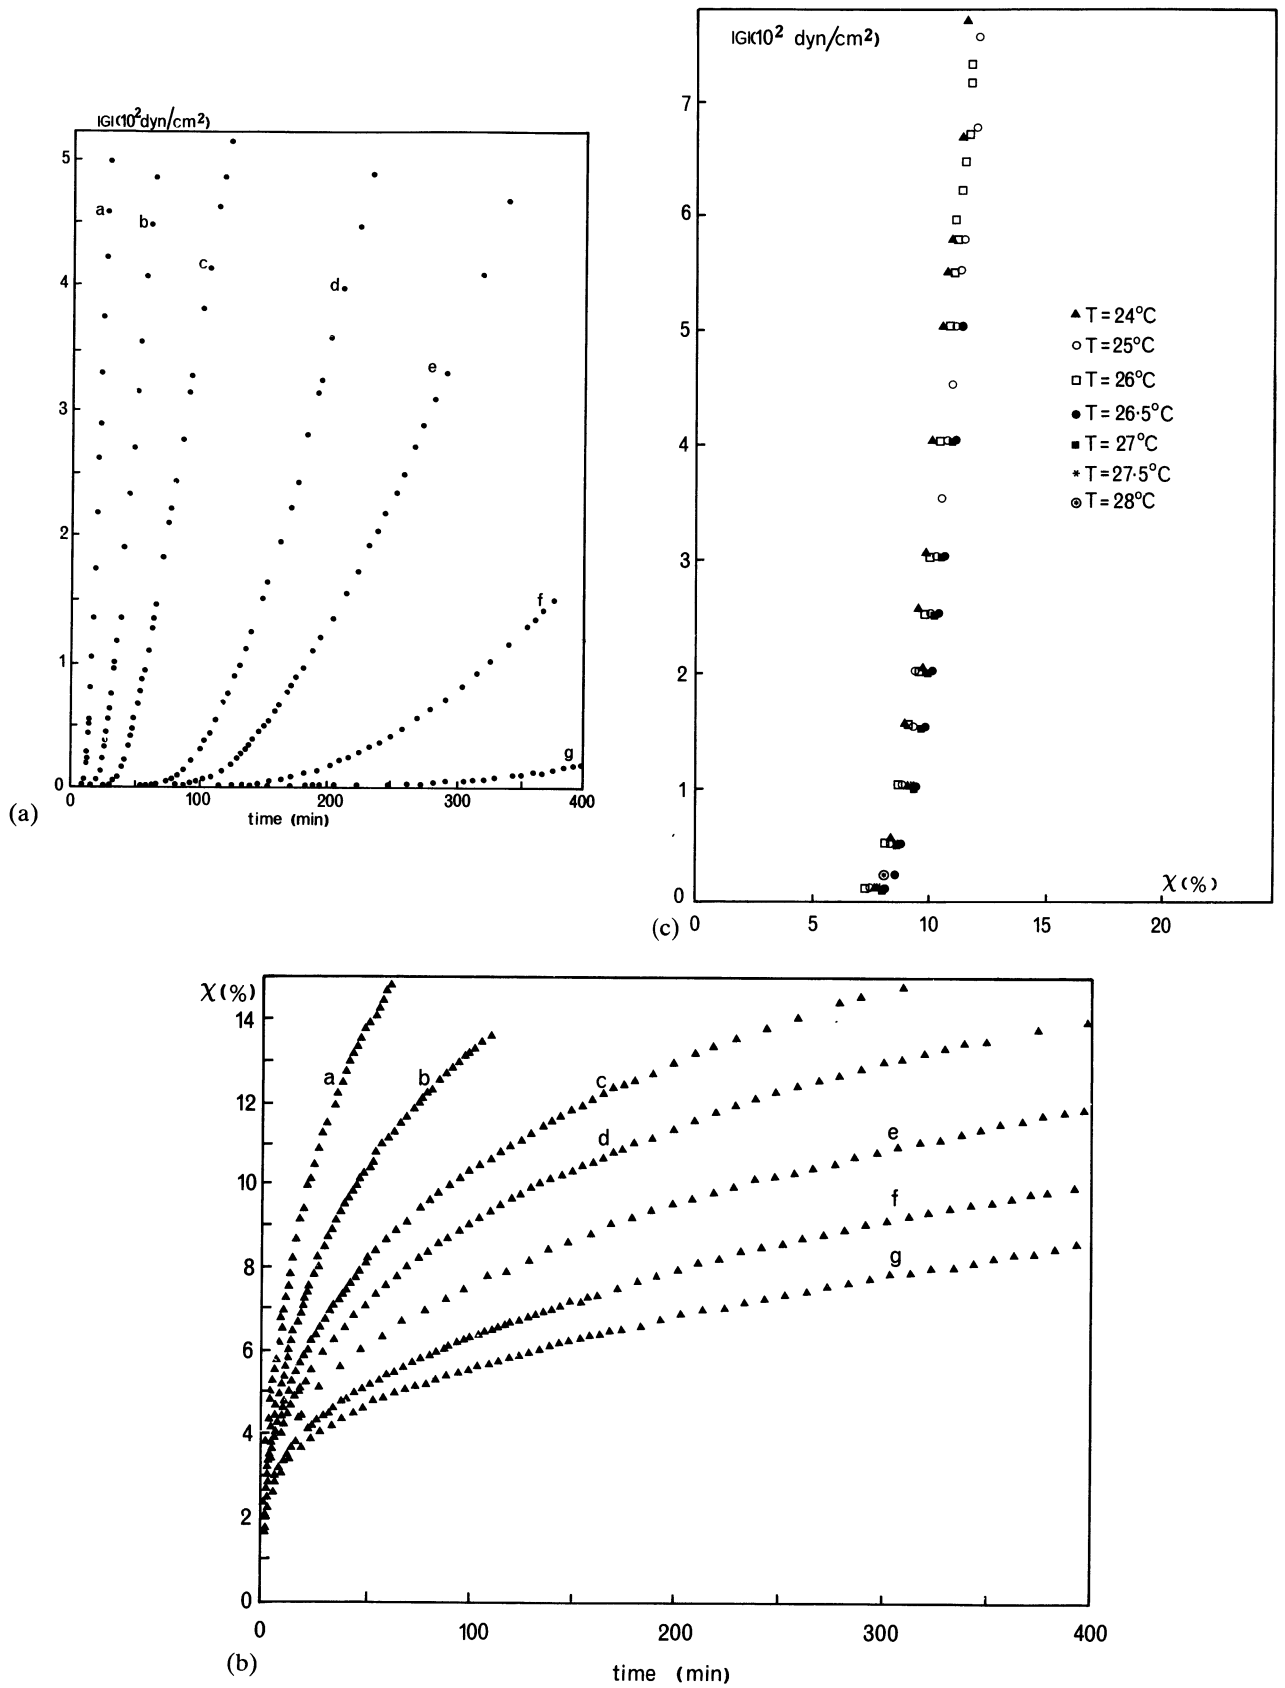 |G|(10² dyn/cm²)
5
4
3
2
1
0
a
b
c
d
e
f
g
0 100 200 300 400
time (min)
(a)
|G|(10² dyn/cm²)
7
6
5
4
3
2
1
0
▲ T = 24°C
○ T = 25°C
□ T = 26°C
● T = 26·5°C
■ T = 27°C
* T = 27·5°C
⊙ T = 28°C
χ(%)
0 5 10 15 20
(c)
χ(%)
14
12
10
8
6
4
2
0
a
b
c
d
e
f
g
0 100 200 300 400
time (min)
(b)